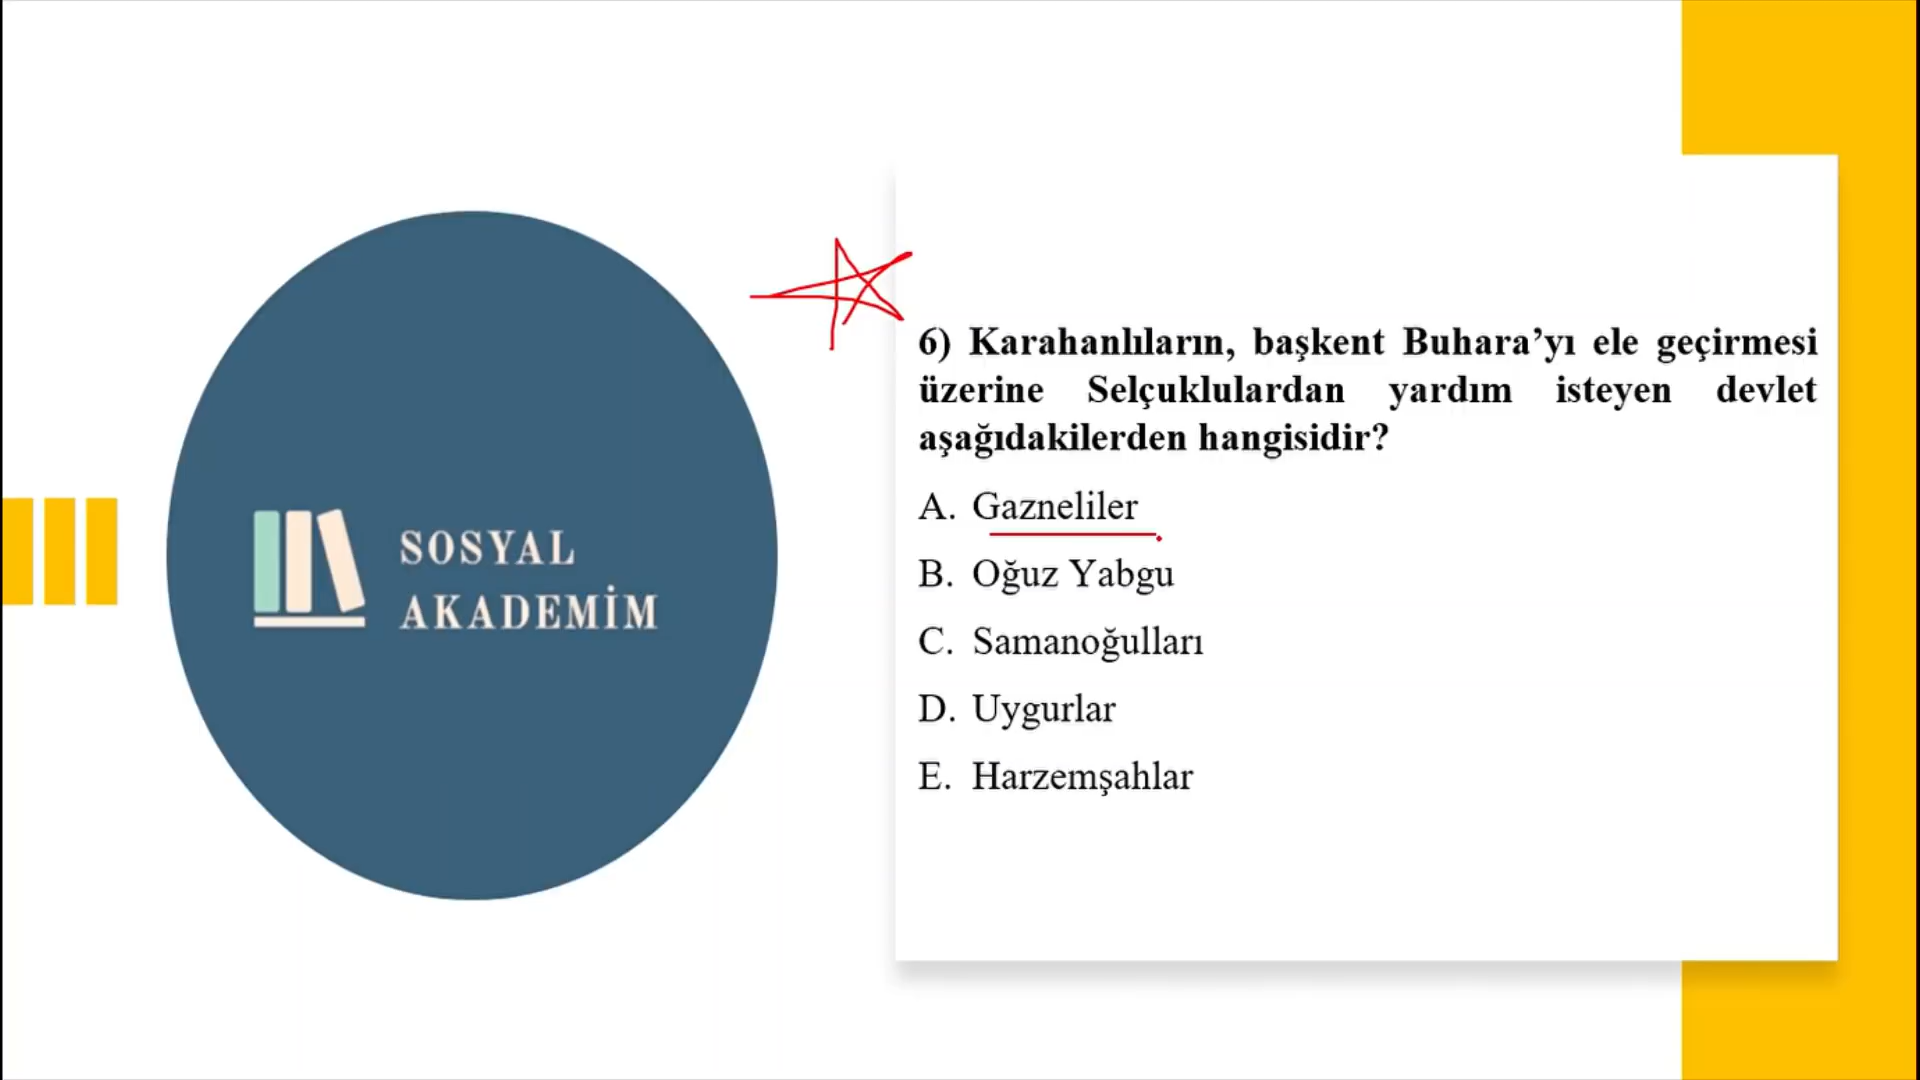 SOSYAL
AKADEMİM
6) Karahanlıların, başkent Buhara’yı ele geçirmesi
üzerine Selçuklulardan yardım isteyen devlet
aşağıdakilerden hangisidir?
A. Gazneliler
B. Oğuz Yabgu
C. Samanoğulları
D. Uygurlar
E. Harzemşahlar